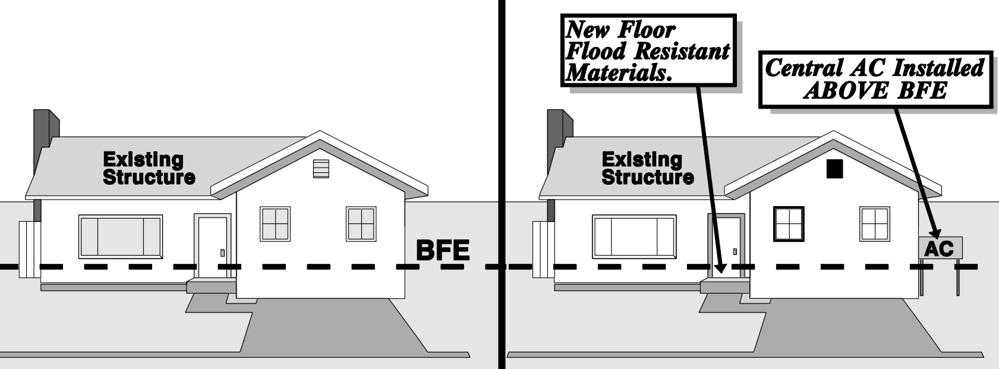 Existing
Structure
BFE
New Floor
Flood Resistant
Materials.
Central AC Installed
ABOVE BFE
Existing
Structure
AC